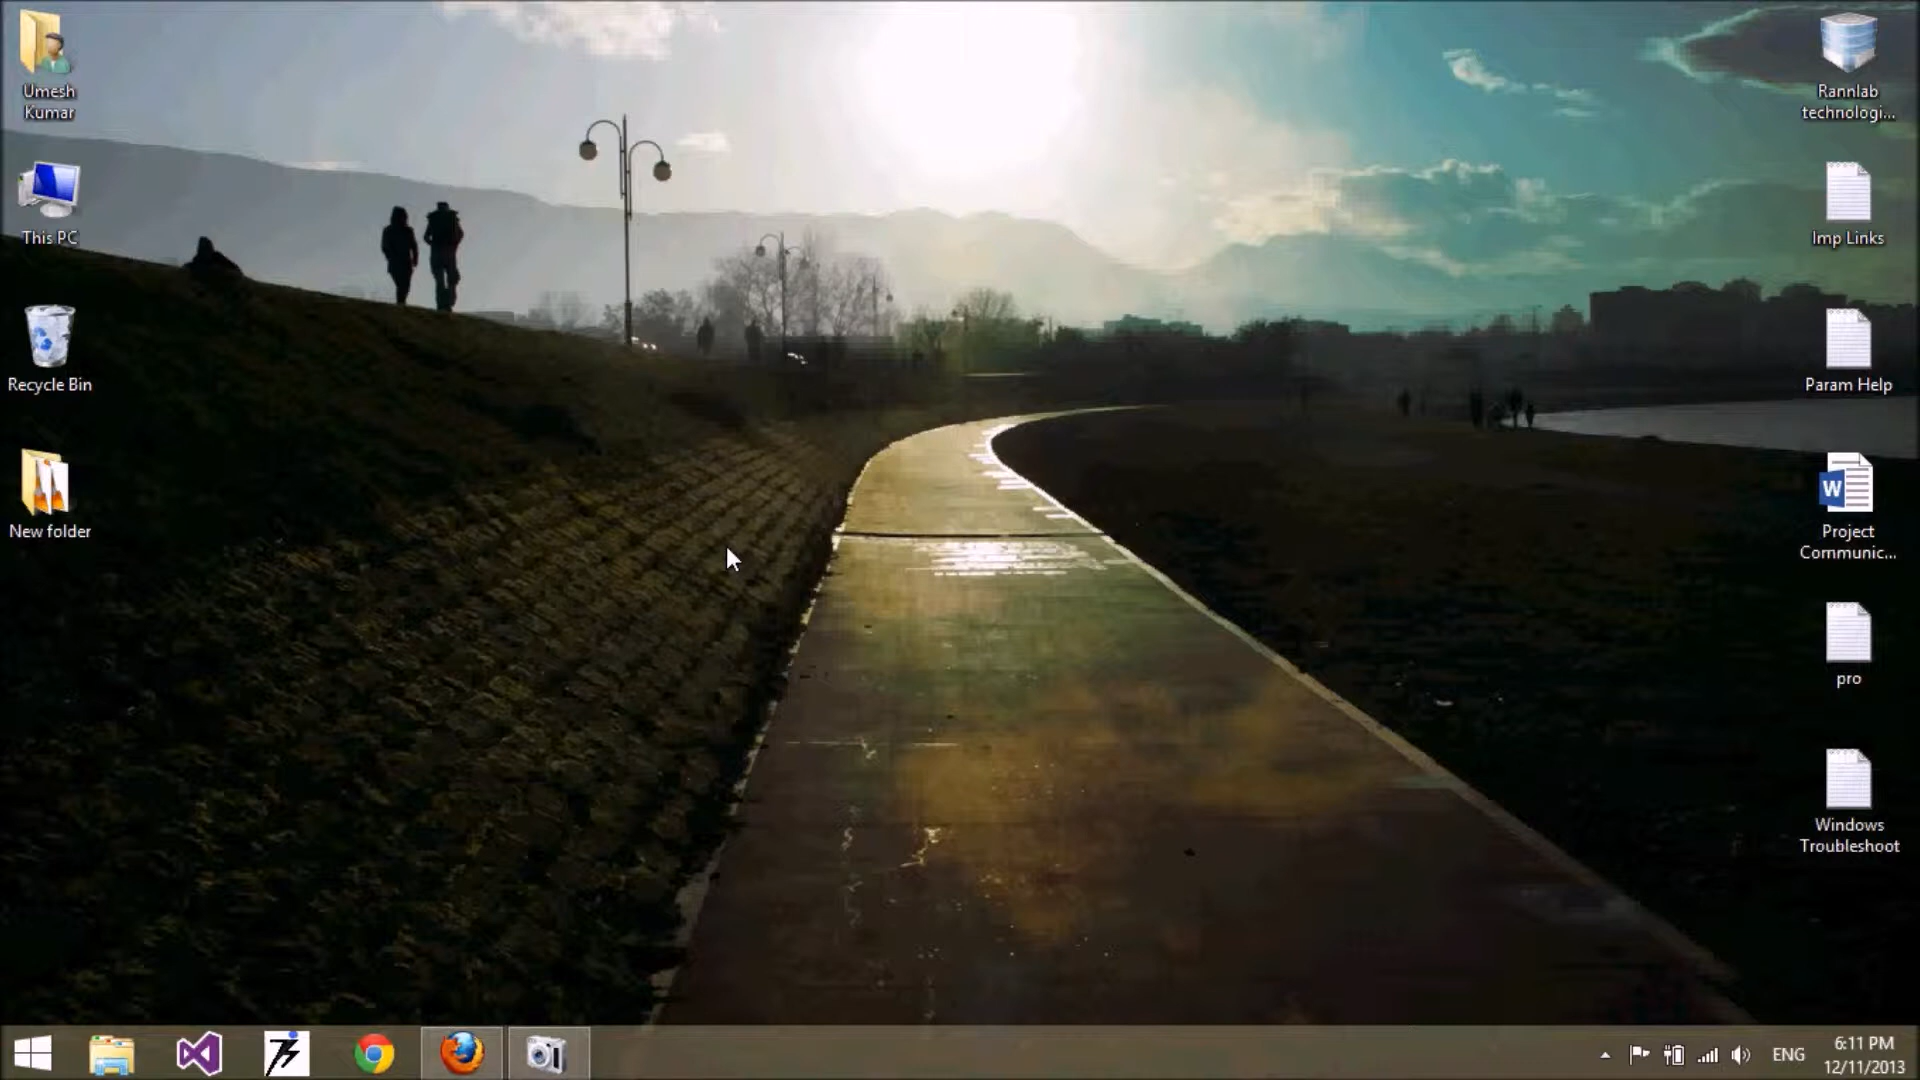 Umesh
Kumar
This PC
Recycle Bin
New folder
Rannlab
technologi...
Imp Links
Param Help
Project
Communic...
pro
Windows
Troubleshoot
ENG
6:11 PM
12/11/2013